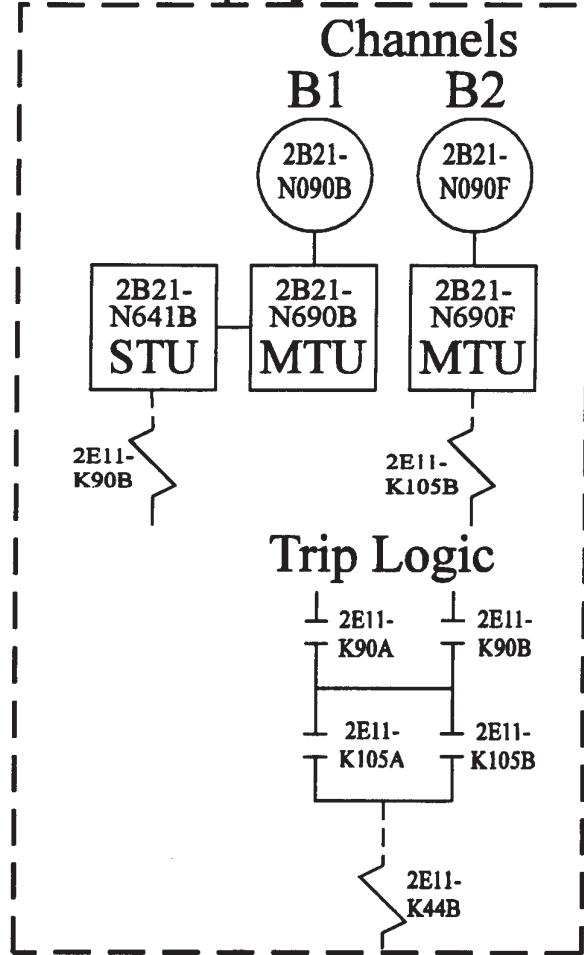 Channels
B1 B2
2B21-
N090B
2B21-
N090F
2B21-
N641B
STU
2B21-
N690B
MTU
2B21-
N690F
MTU
2E11-
K90B
2E11-
K105B
Trip Logic
2E11-
K90A
2E11-
K90B
2E11-
K105A
2E11-
K105B
2E11-
K44B